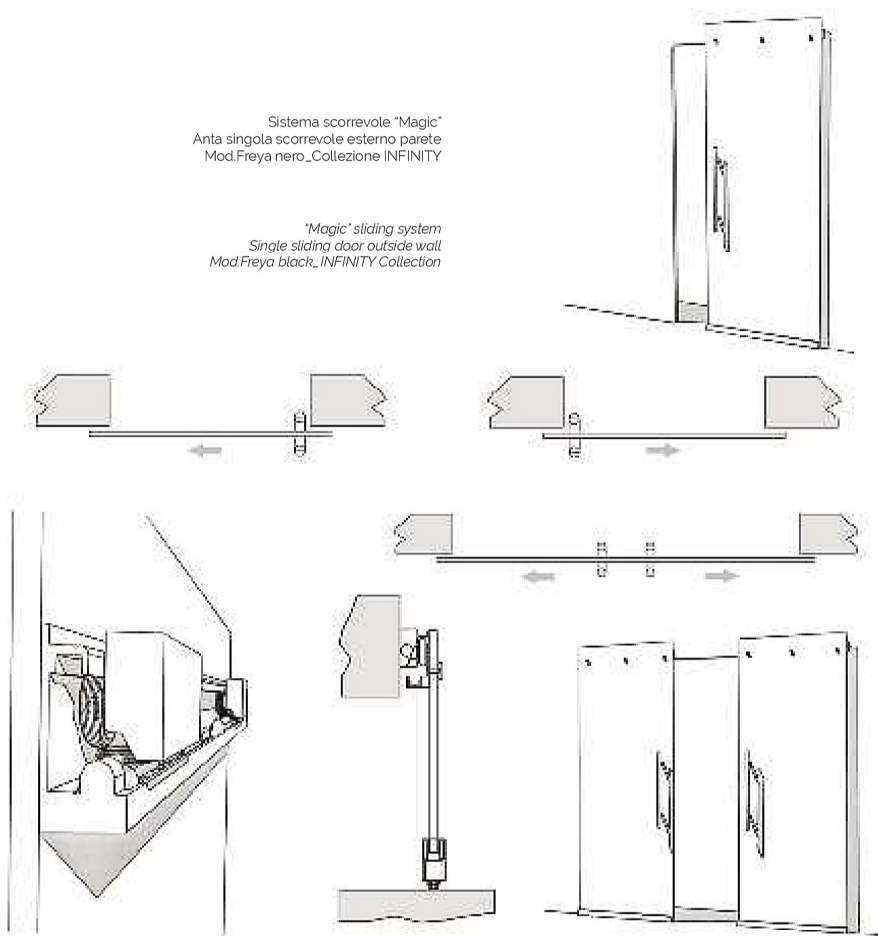 Sistema scorrevole "Magic"
Anta singola scorrevole esterno parete
Mod.Freya nero_Collezione INFINITY
"Magic" sliding system
Single sliding door outside wall
Mod.Freya black_INFINITY Collection